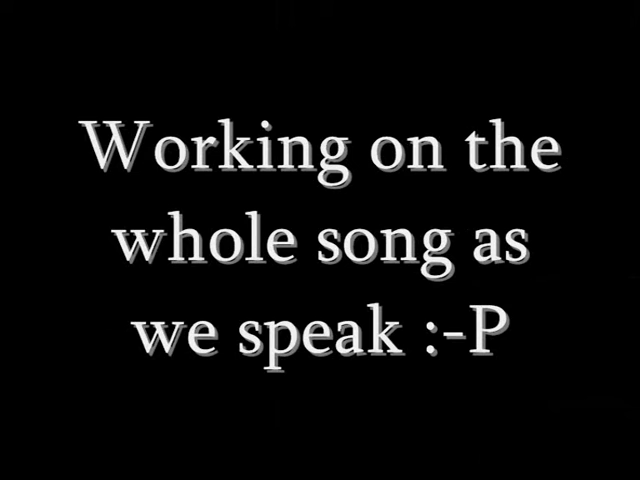 Working on the
whole song as
we speak :-P